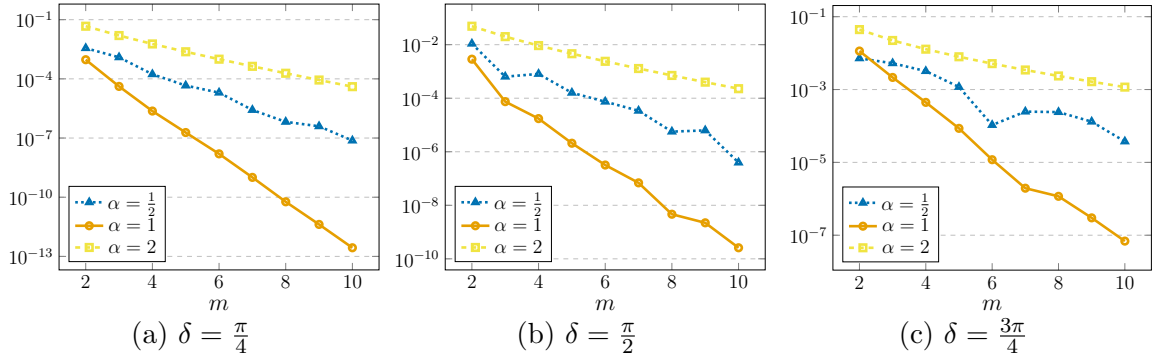 10⁻¹
10⁻⁴
10⁻⁷
10⁻¹⁰
10⁻¹³
α = 1/2
α = 1
α = 2
2 4 6 8 10
m
(a) δ = π/4
10⁻²
10⁻⁴
10⁻⁶
10⁻⁸
10⁻¹⁰
α = 1/2
α = 1
α = 2
2 4 6 8 10
m
(b) δ = π/2
10⁻¹
10⁻³
10⁻⁵
10⁻⁷
α = 1/2
α = 1
α = 2
2 4 6 8 10
m
(c) δ = 3π/4